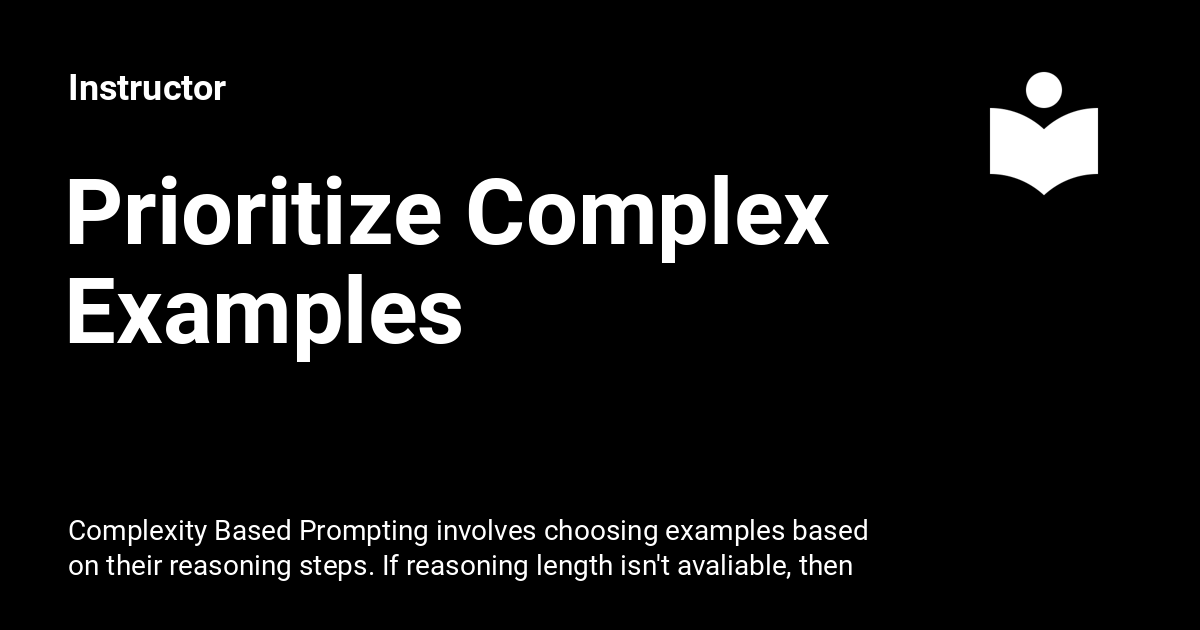 Instructor
Prioritize Complex
Examples
Complexity Based Prompting involves choosing examples based
on their reasoning steps. If reasoning length isn't avaliable, then